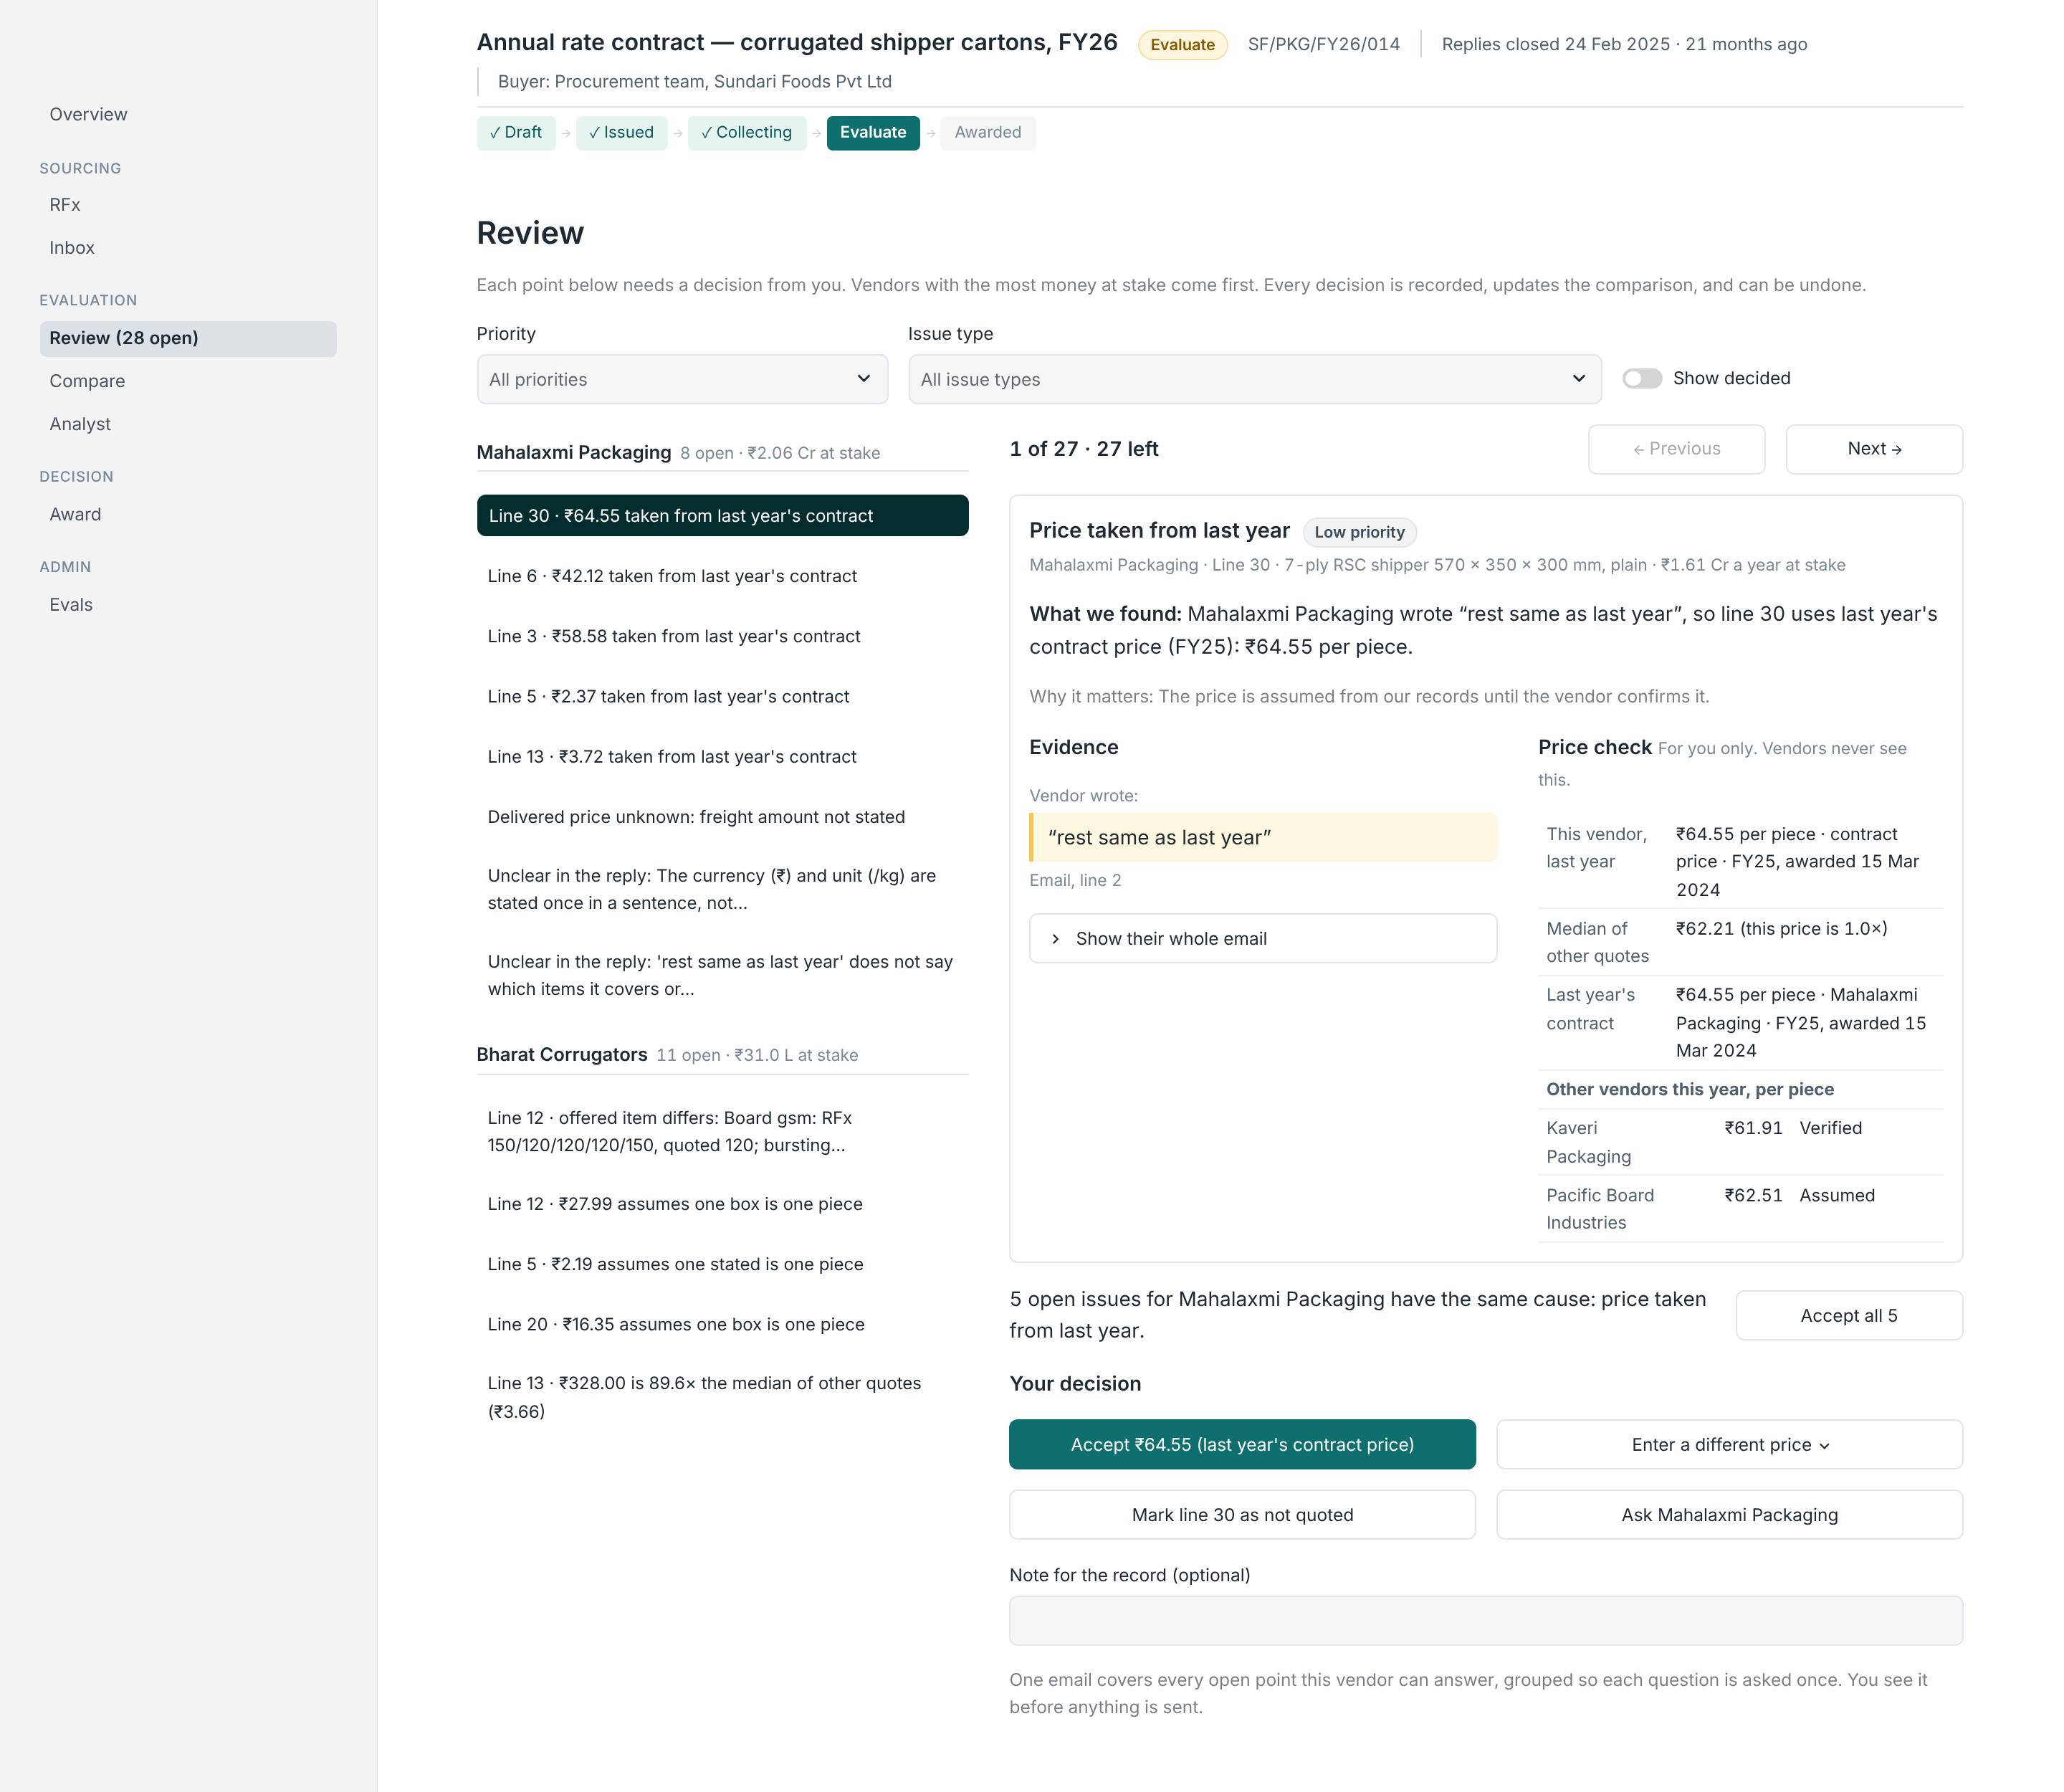 Annual rate contract — corrugated shipper cartons, FY26 Evaluate SF/PKG/FY26/014 Replies closed 24 Feb 2025 · 21 months ago
Buyer: Procurement team, Sundari Foods Pvt Ltd
✓ Draft → ✓ Issued → ✓ Collecting → Evaluate → Awarded
Overview
SOURCING
RFx
Inbox
EVALUATION
Review (28 open)
Compare
Analyst
DECISION
Award
ADMIN
Evals
Review
Each point below needs a decision from you. Vendors with the most money at stake come first. Every decision is recorded, updates the comparison, and can be undone.
Priority
All priorities
Issue type
All issue types
Show decided
Mahalaxmi Packaging 8 open · ₹2.06 Cr at stake
Line 30 · ₹64.55 taken from last year's contract
Line 6 · ₹42.12 taken from last year's contract
Line 3 · ₹58.58 taken from last year's contract
Line 5 · ₹2.37 taken from last year's contract
Line 13 · ₹3.72 taken from last year's contract
Delivered price unknown: freight amount not stated
Unclear in the reply: The currency (₹) and unit (/kg) are
stated once in a sentence, not...
Unclear in the reply: 'rest same as last year' does not say
which items it covers or...
Bharat Corrugators 11 open · ₹31.0 L at stake
Line 12 · offered item differs: Board gsm: RFx
150/120/120/120/150, quoted 120; bursting...
Line 12 · ₹27.99 assumes one box is one piece
Line 5 · ₹2.19 assumes one stated is one piece
Line 20 · ₹16.35 assumes one box is one piece
Line 13 · ₹328.00 is 89.6× the median of other quotes
(₹3.66)
1 of 27 · 27 left
← Previous
Next →
Price taken from last year Low priority
Mahalaxmi Packaging · Line 30 · 7-ply RSC shipper 570 × 350 × 300 mm, plain · ₹1.61 Cr a year at stake
What we found: Mahalaxmi Packaging wrote “rest same as last year”, so line 30 uses last year's
contract price (FY25): ₹64.55 per piece.
Why it matters: The price is assumed from our records until the vendor confirms it.
Evidence
Vendor wrote:
“rest same as last year”
Email, line 2
Show their whole email
Price check For you only. Vendors never see
this.
This vendor,
last year
₹64.55 per piece · contract
price · FY25, awarded 15 Mar
2024
Median of
other quotes
₹62.21 (this price is 1.0×)
Last year's
contract
₹64.55 per piece · Mahalaxmi
Packaging · FY25, awarded 15
Mar 2024
Other vendors this year, per piece
Kaveri
Packaging
₹61.91 Verified
Pacific Board
Industries
₹62.51 Assumed
5 open issues for Mahalaxmi Packaging have the same cause: price taken
from last year.
Accept all 5
Your decision
Accept ₹64.55 (last year's contract price)
Enter a different price
Mark line 30 as not quoted
Ask Mahalaxmi Packaging
Note for the record (optional)
One email covers every open point this vendor can answer, grouped so each question is asked once. You see it
before anything is sent.